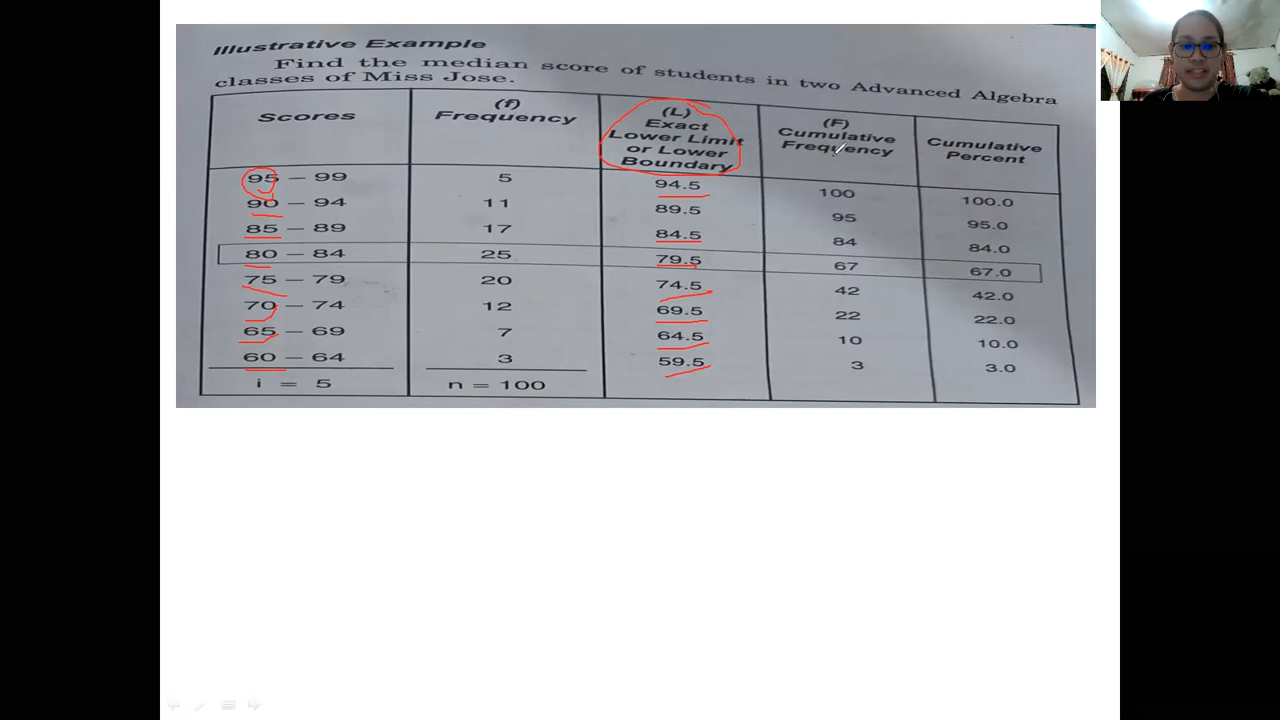 Illustrative Example
Find the median score of students in two Advanced Algebra
classes of Miss Jose.
Scores
(f)
Frequency
(L)
Exact
Lower Limit
or Lower
Boundary
(F)
Cumulative
Frequency
Cumulative
Percent
95 — 99 5 94.5 100 100.0
90 — 94 11 89.5 95 95.0
85 — 89 17 84.5 84 84.0
80 — 84 25 79.5 67 67.0
75 — 79 20 74.5 42 42.0
70 — 74 12 69.5 22 22.0
65 — 69 7 64.5 10 10.0
60 — 64 3 59.5 3 3.0
i = 5 n = 100